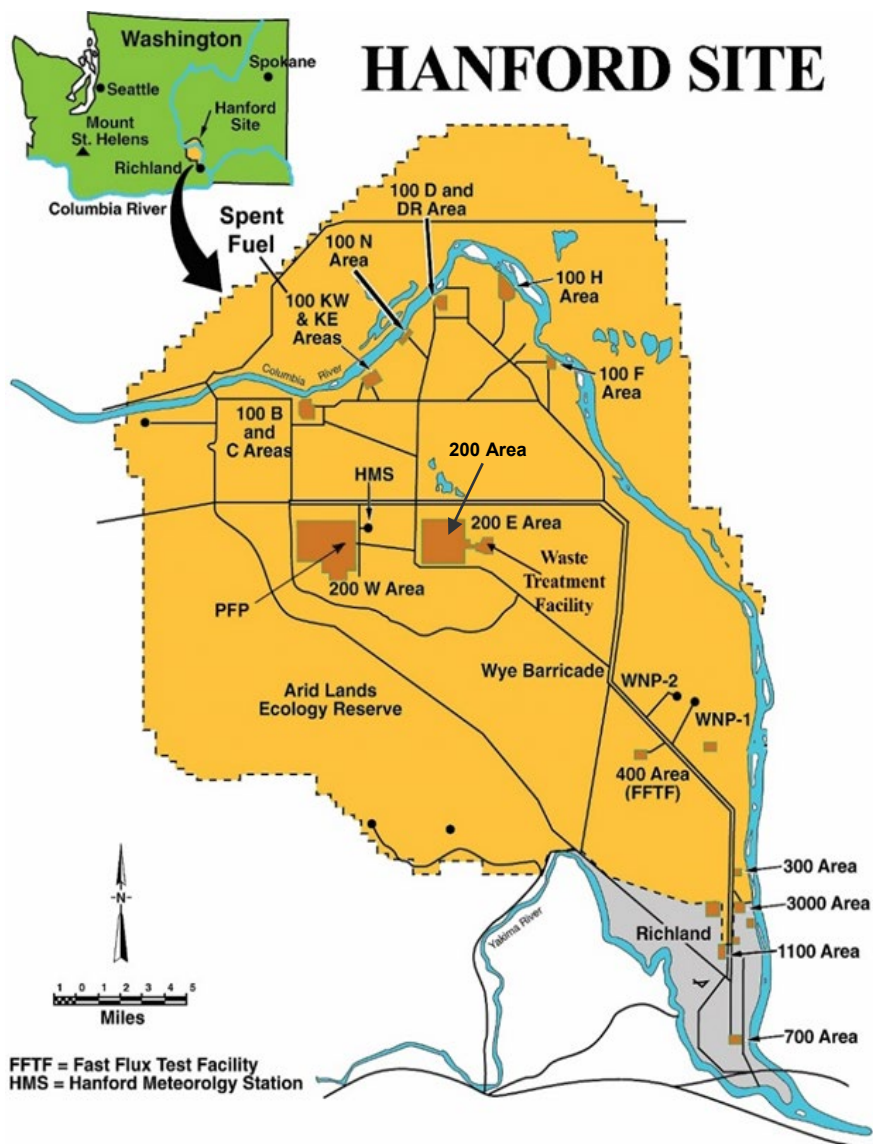 HANFORD SITE
Washington
Spokane
Seattle
Hanford
Site
Mount
St. Helens
Richland
Columbia River
Spent
Fuel
100 D and
DR Area
100 N
Area
100 H
Area
100 KW
& KE
Areas
Columbia River
100 F
Area
100 B
and
C Areas
200 Area
HMS
200 E Area
Waste
Treatment
Facility
200 W Area
PFP
Wye Barricade
WNP-2
Arid Lands
Ecology Reserve
WNP-1
400 Area
(FFTF)
300 Area
3000 Area
-N-
Yakima River
Richland
1100 Area
1 0 1 2 3 4 5
Miles
700 Area
FFTF = Fast Flux Test Facility
HMS = Hanford Meteorolgy Station